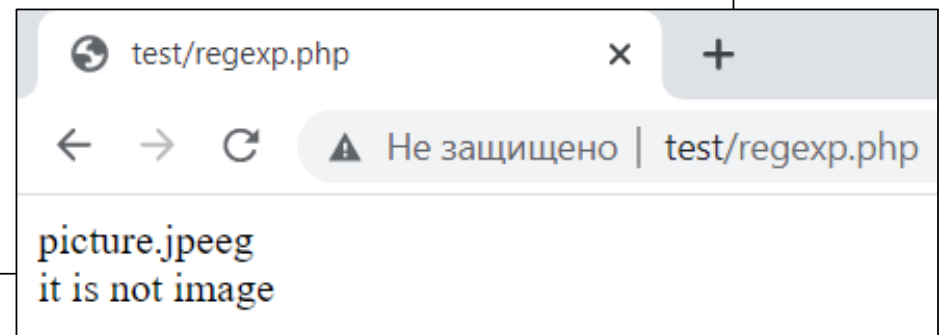 test/regexp.php
Не защищено | test/regexp.php
picture.jpeeg
it is not image